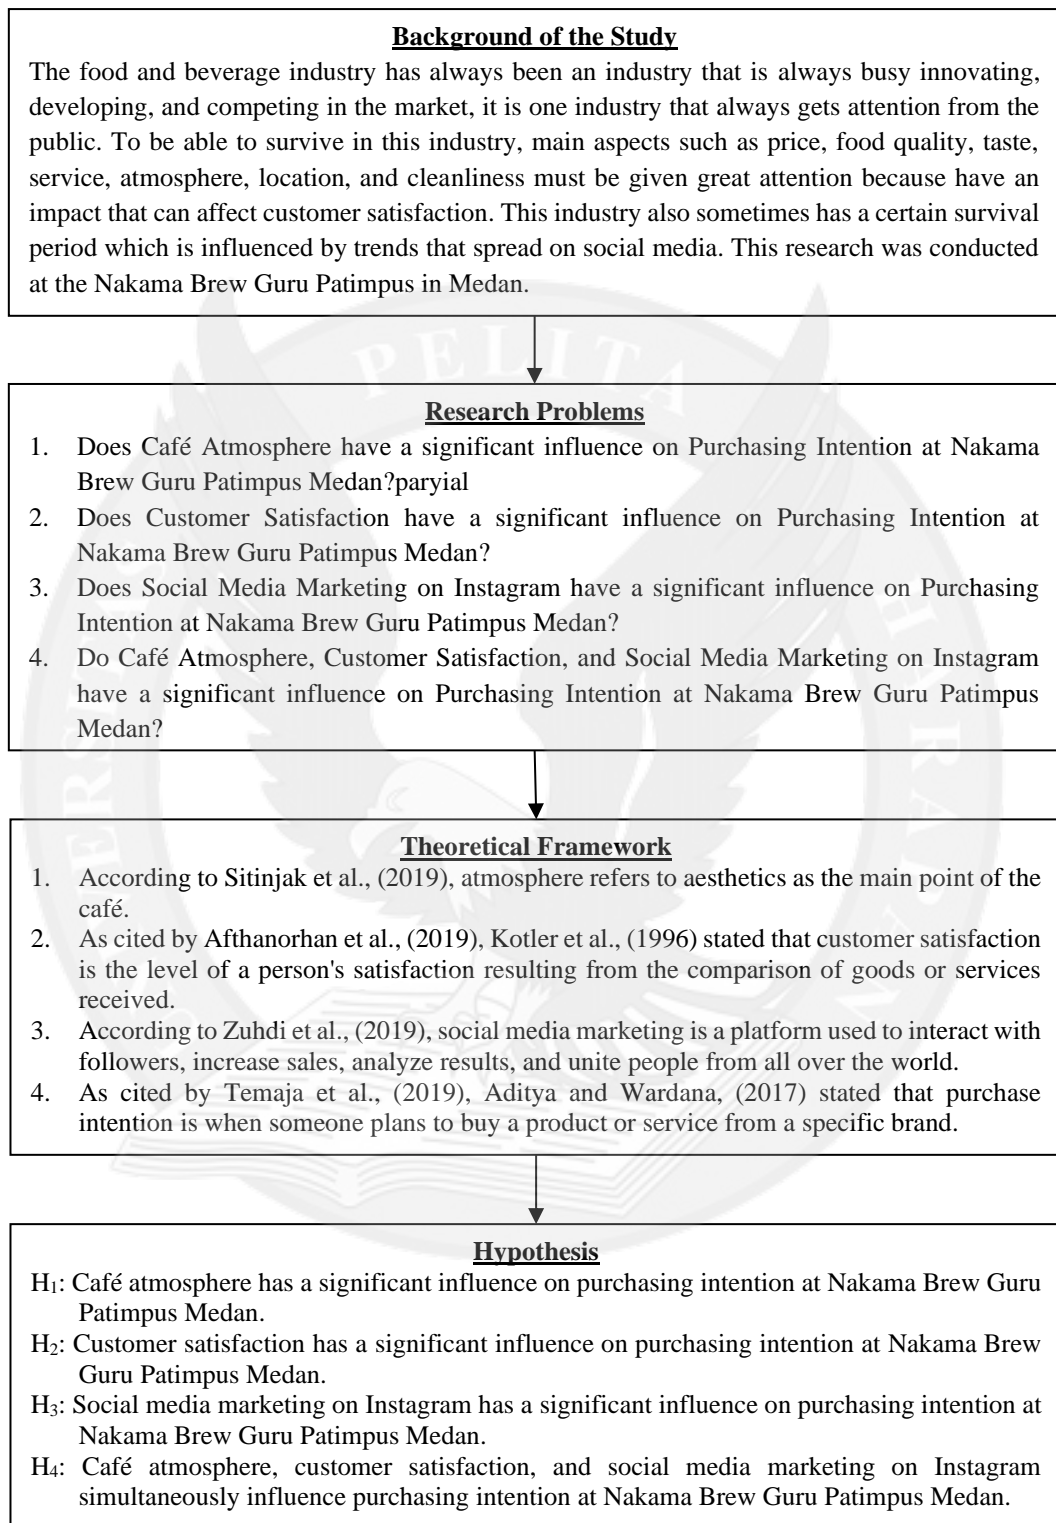 Background of the Study
The food and beverage industry has always been an industry that is always busy innovating,
developing, and competing in the market, it is one industry that always gets attention from the
public. To be able to survive in this industry, main aspects such as price, food quality, taste,
service, atmosphere, location, and cleanliness must be given great attention because have an
impact that can affect customer satisfaction. This industry also sometimes has a certain survival
period which is influenced by trends that spread on social media. This research was conducted
at the Nakama Brew Guru Patimpus in Medan.
Research Problems
1. Does Café Atmosphere have a significant influence on Purchasing Intention at Nakama
Brew Guru Patimpus Medan?paryial
2. Does Customer Satisfaction have a significant influence on Purchasing Intention at
Nakama Brew Guru Patimpus Medan?
3. Does Social Media Marketing on Instagram have a significant influence on Purchasing
Intention at Nakama Brew Guru Patimpus Medan?
4. Do Café Atmosphere, Customer Satisfaction, and Social Media Marketing on Instagram
have a significant influence on Purchasing Intention at Nakama Brew Guru Patimpus
Medan?
Theoretical Framework
1. According to Sitinjak et al., (2019), atmosphere refers to aesthetics as the main point of the
café.
2. As cited by Afthanorhan et al., (2019), Kotler et al., (1996) stated that customer satisfaction
is the level of a person's satisfaction resulting from the comparison of goods or services
received.
3. According to Zuhdi et al., (2019), social media marketing is a platform used to interact with
followers, increase sales, analyze results, and unite people from all over the world.
4. As cited by Temaja et al., (2019), Aditya and Wardana, (2017) stated that purchase
intention is when someone plans to buy a product or service from a specific brand.
Hypothesis
H₁: Café atmosphere has a significant influence on purchasing intention at Nakama Brew Guru
Patimpus Medan.
H₂: Customer satisfaction has a significant influence on purchasing intention at Nakama Brew
Guru Patimpus Medan.
H₃: Social media marketing on Instagram has a significant influence on purchasing intention at
Nakama Brew Guru Patimpus Medan.
H₄: Café atmosphere, customer satisfaction, and social media marketing on Instagram
simultaneously influence purchasing intention at Nakama Brew Guru Patimpus Medan.
UNIVERSITAS PELITA HARAPAN